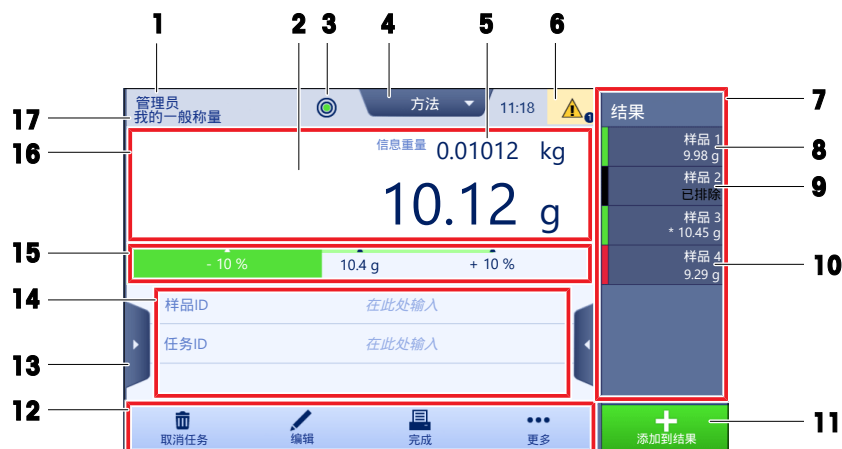 1
2
3
4
5
6
管理员
我的一般称量
方法
11:18
1
结果
7
17
16
信息重量 0.01012 kg
10.12 g
样品 1
9.98 g
8
样品 2
已排除
9
样品 3
* 10.45 g
样品 4
9.29 g
10
15
- 10 %
10.4 g
+ 10 %
14
样品ID
在此处输入
任务ID
在此处输入
13
12
取消任务
编辑
完成
更多
添加到结果
11